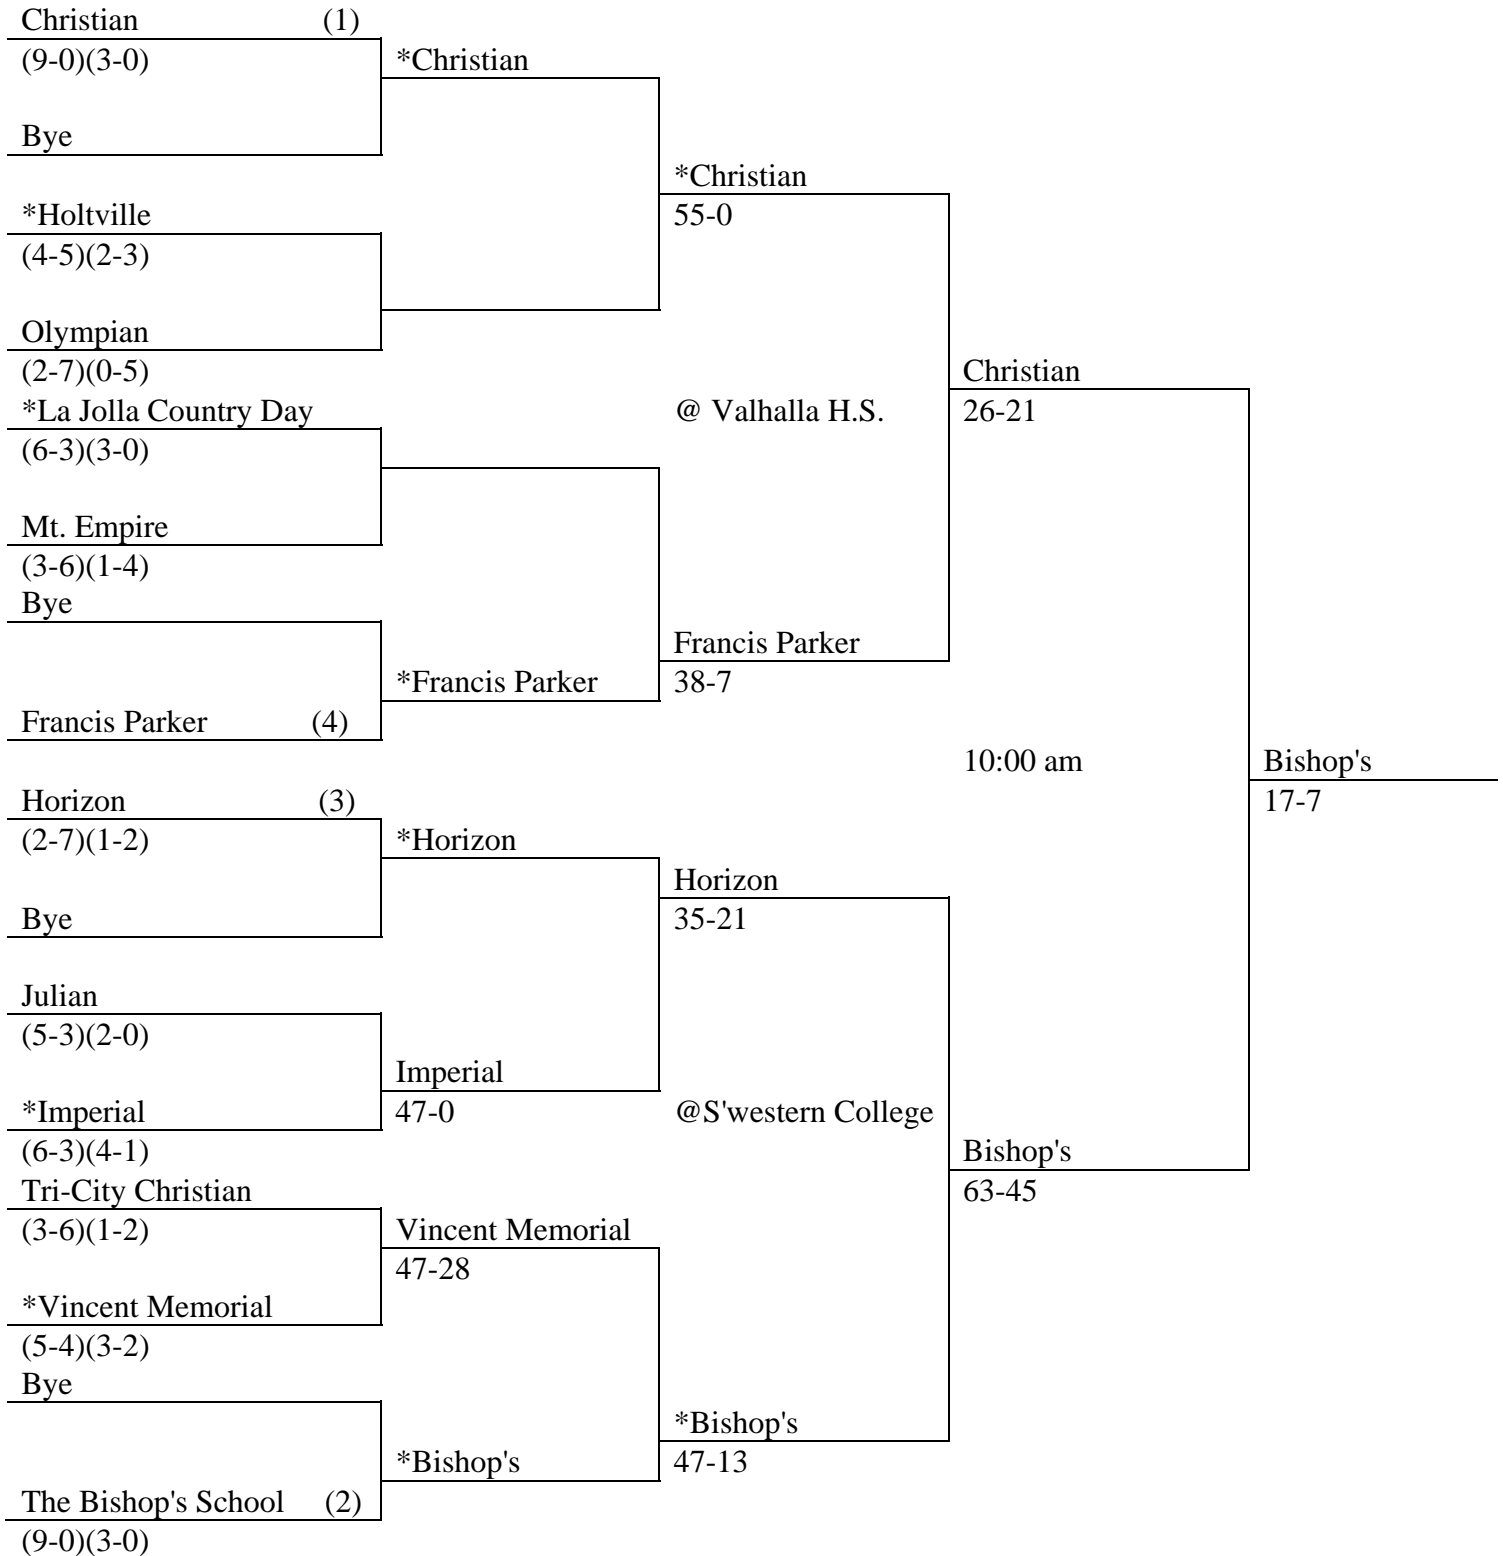 Christian (1)
(9-0)(3-0)
*Christian
Bye
*Christian
*Holtville
55-0
(4-5)(2-3)
Olympian
(2-7)(0-5)
Christian
*La Jolla Country Day
@ Valhalla H.S.
26-21
(6-3)(3-0)
Mt. Empire
(3-6)(1-4)
Bye
Francis Parker
*Francis Parker
38-7
Francis Parker (4)
10:00 am
Bishop's
Horizon (3)
17-7
(2-7)(1-2)
*Horizon
Horizon
Bye
35-21
Julian
(5-3)(2-0)
Imperial
*Imperial
47-0
@S'western College
(6-3)(4-1)
Bishop's
Tri-City Christian
63-45
(3-6)(1-2)
Vincent Memorial
47-28
*Vincent Memorial
(5-4)(3-2)
Bye
*Bishop's
*Bishop's
47-13
The Bishop's School (2)
(9-0)(3-0)